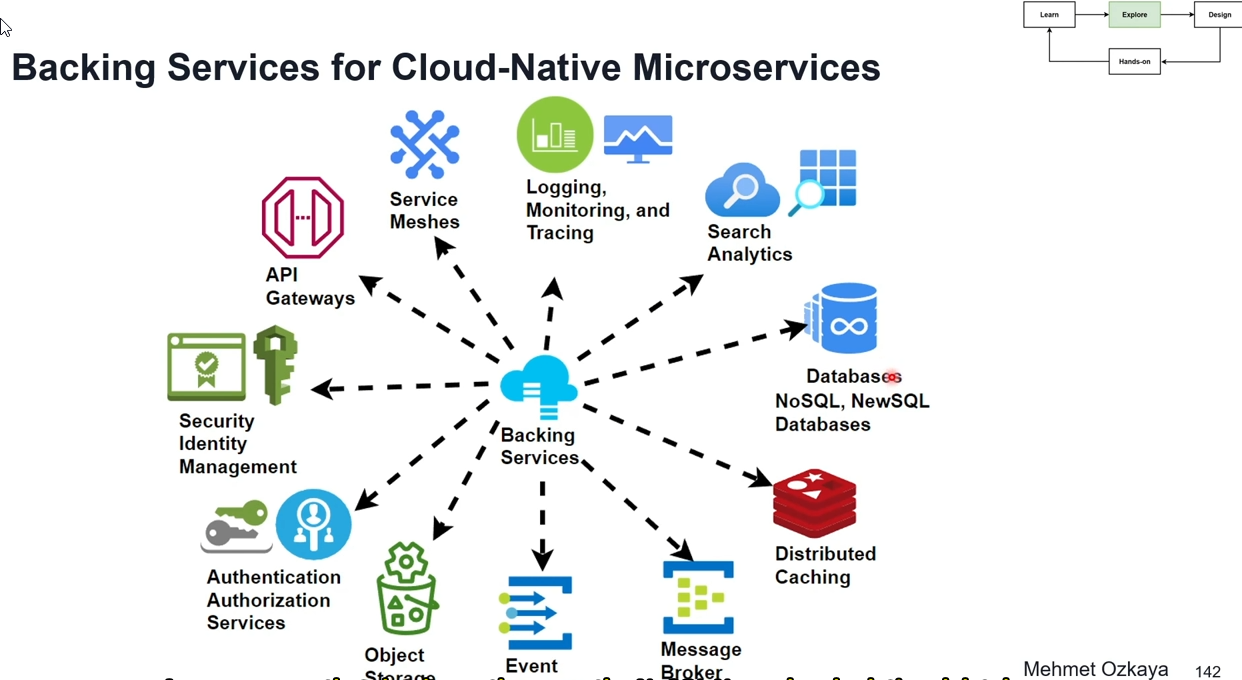 Learn
Explore
Design
Hands-on
Backing Services for Cloud-Native Microservices
Service
Meshes
Logging,
Monitoring, and
Tracing
Search
Analytics
API
Gateways
Databases
NoSQL, NewSQL
Databases
Security
Identity
Management
Backing
Services
Distributed
Caching
Authentication
Authorization
Services
Object
Storage
Event
Message
Broker
Mehmet Ozkaya
142